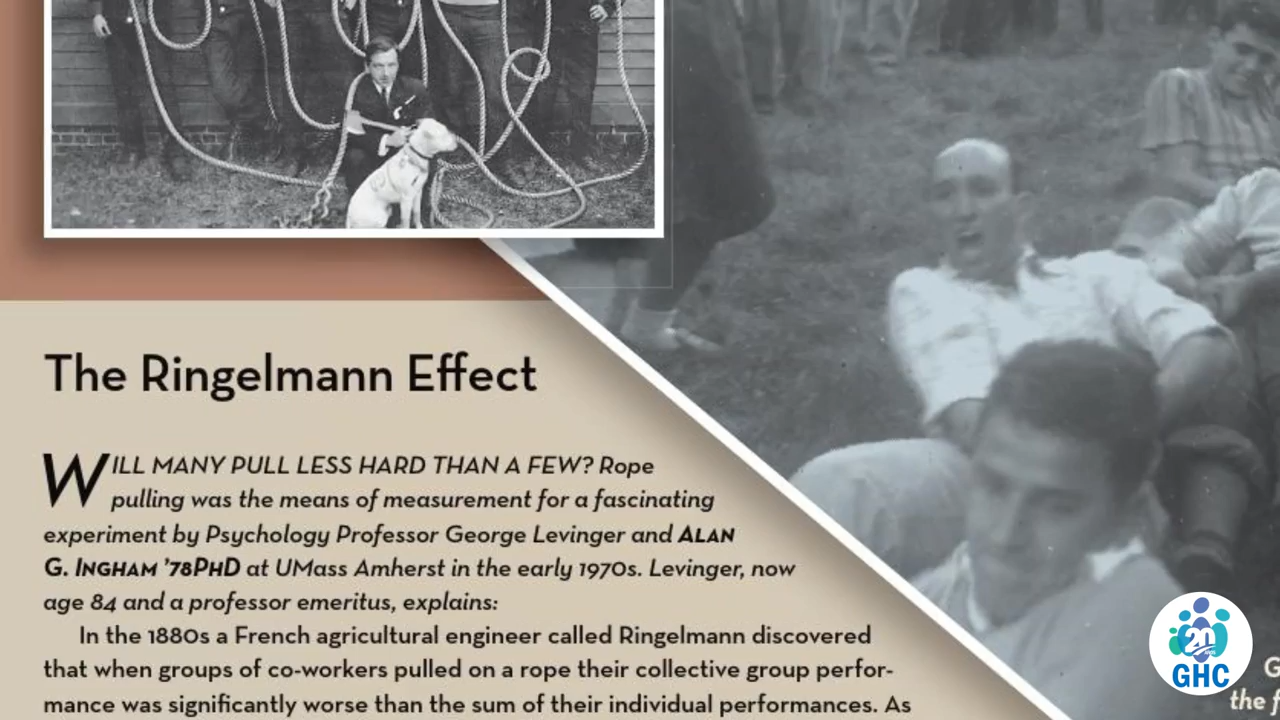 The Ringelmann Effect
WILL MANY PULL LESS HARD THAN A FEW? Rope
pulling was the means of measurement for a fascinating
experiment by Psychology Professor George Levinger and ALAN
G. INGHAM '78PHD at UMass Amherst in the early 1970s. Levinger, now
age 84 and a professor emeritus, explains:
In the 1880s a French agricultural engineer called Ringelmann discovered
that when groups of co-workers pulled on a rope their collective group perfor-
mance was significantly worse than the sum of their individual performances. As
20
GHC
G
the f